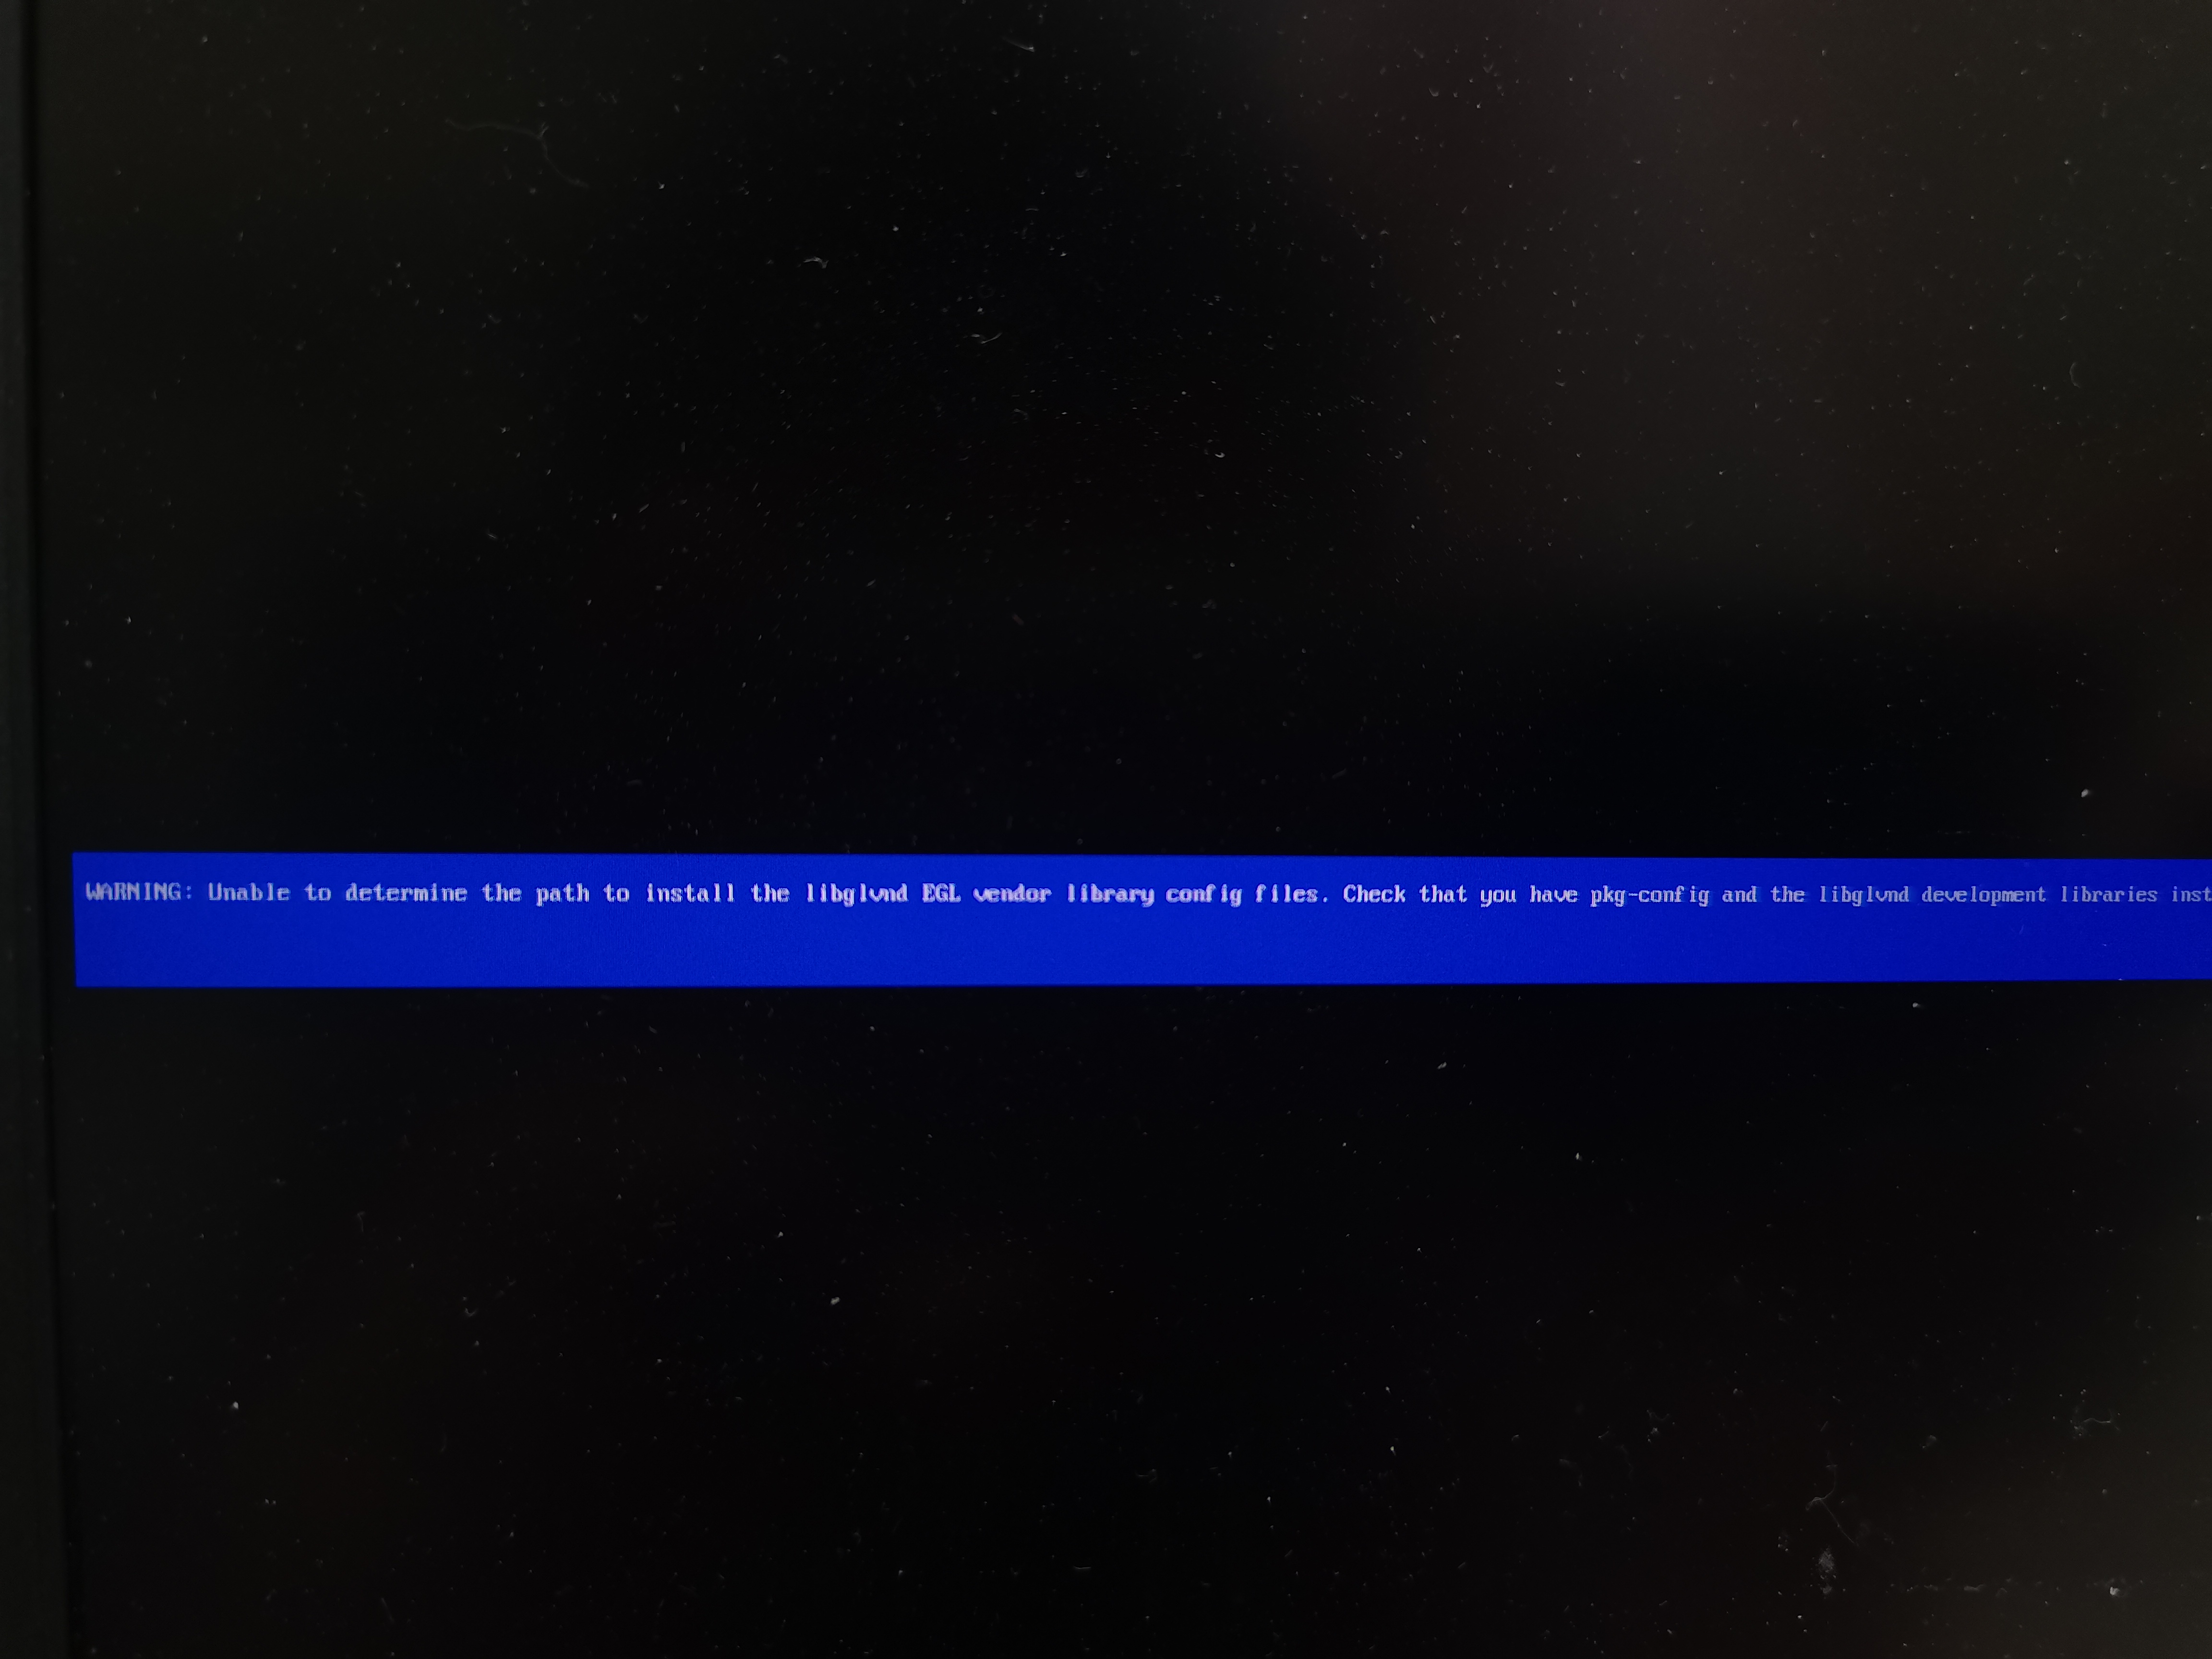 WARNING: Unable to determine the path to install the libglvnd EGL vendor library config files. Check that you have pkg-config and the libglvnd development libraries inst